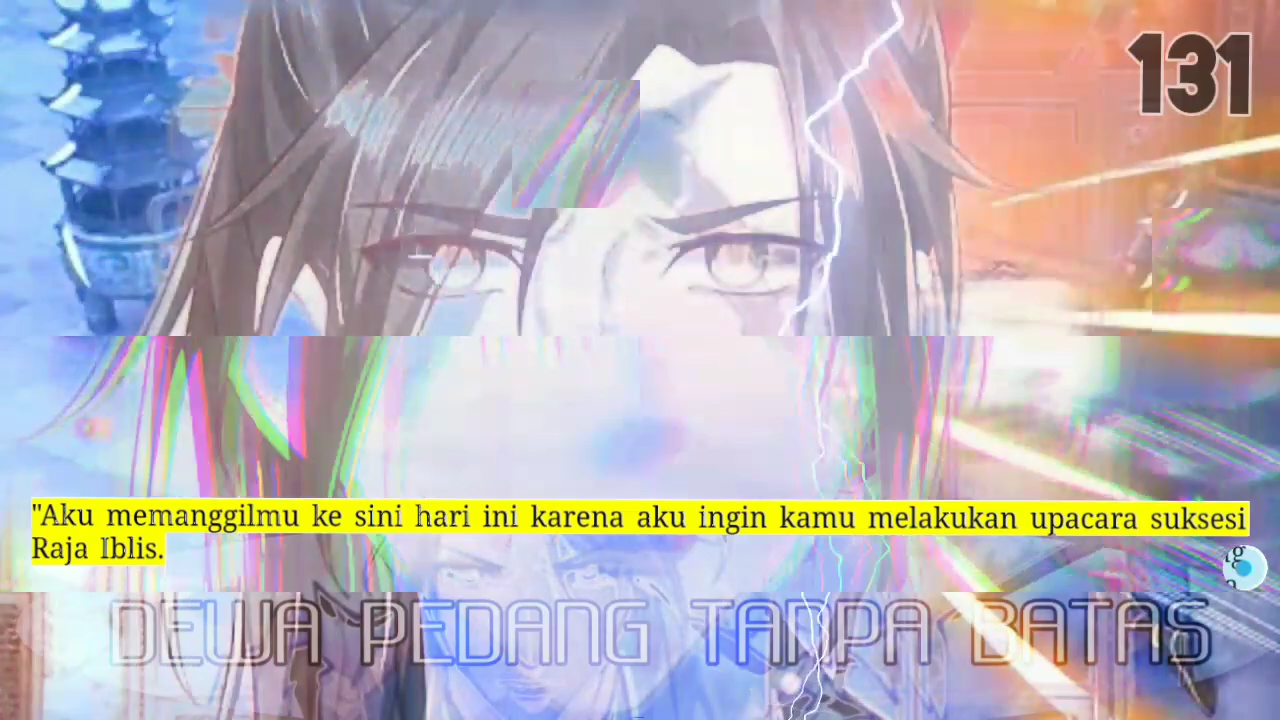 131
"Aku memanggilmu ke sini hari ini karena aku ingin kamu melakukan upacara suksesi
Raja Iblis.
DEWA PEDANG TANPA BATAS